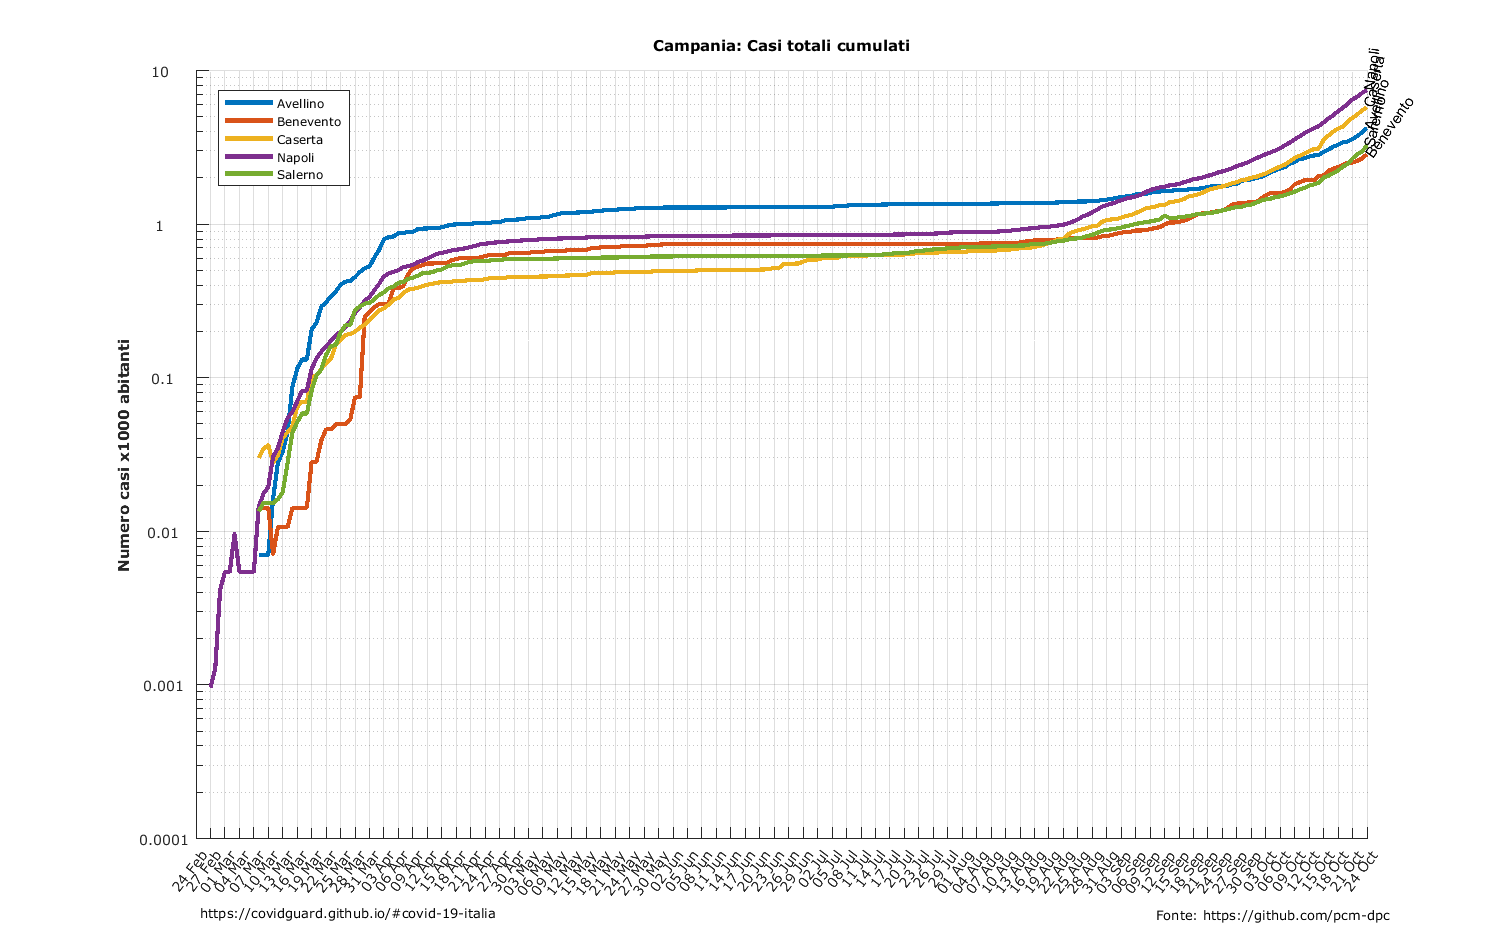 Campania: Casi totali cumulati
10
1
0.1
0.01
0.001
0.0001
Numero casi x1000 abitanti
Avellino
Benevento
Caserta
Napoli
Salerno
Napoli
Caserta
Avellino
Salerno
Benevento
24 Feb
27 Feb
01 Mar
04 Mar
07 Mar
10 Mar
13 Mar
16 Mar
19 Mar
22 Mar
25 Mar
28 Mar
31 Mar
03 Apr
06 Apr
09 Apr
12 Apr
15 Apr
18 Apr
21 Apr
24 Apr
27 Apr
30 Apr
03 May
06 May
09 May
12 May
15 May
18 May
21 May
24 May
27 May
30 May
02 Jun
05 Jun
08 Jun
11 Jun
14 Jun
17 Jun
20 Jun
23 Jun
26 Jun
29 Jun
02 Jul
05 Jul
08 Jul
11 Jul
14 Jul
17 Jul
20 Jul
23 Jul
26 Jul
29 Jul
01 Aug
04 Aug
07 Aug
10 Aug
13 Aug
16 Aug
19 Aug
22 Aug
25 Aug
28 Aug
31 Aug
03 Sep
06 Sep
09 Sep
12 Sep
15 Sep
18 Sep
21 Sep
24 Sep
27 Sep
30 Sep
03 Oct
06 Oct
09 Oct
12 Oct
15 Oct
18 Oct
21 Oct
24 Oct
https://covidguard.github.io/#covid-19-italia
Fonte: https://github.com/pcm-dpc